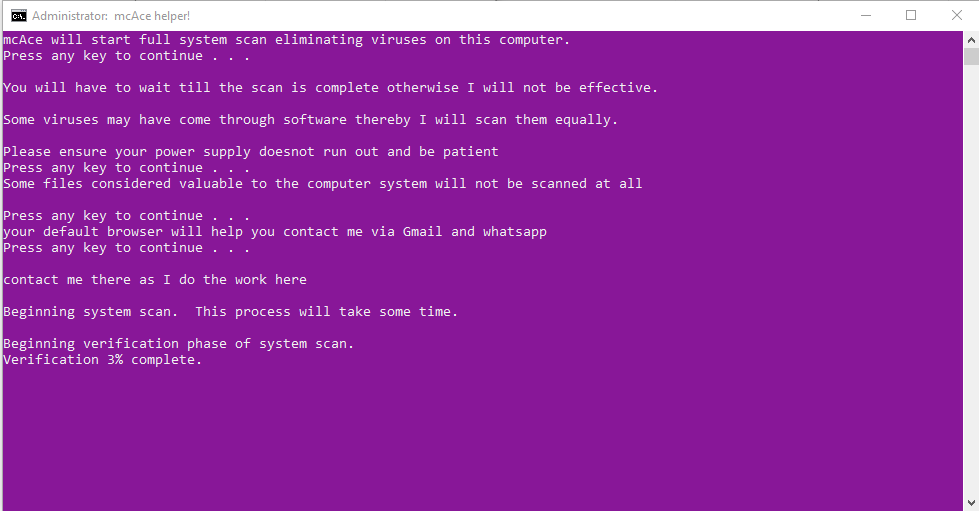 Administrator:  mcAce helper!
mcAce will start full system scan eliminating viruses on this computer.
Press any key to continue . . .
You will have to wait till the scan is complete otherwise I will not be effective.
Some viruses may have come through software thereby I will scan them equally.
Please ensure your power supply doesnot run out and be patient
Press any key to continue . . .
Some files considered valuable to the computer system will not be scanned at all
Press any key to continue . . .
your default browser will help you contact me via Gmail and whatsapp
Press any key to continue . . .
contact me there as I do the work here
Beginning system scan.  This process will take some time.
Beginning verification phase of system scan.
Verification 3% complete.